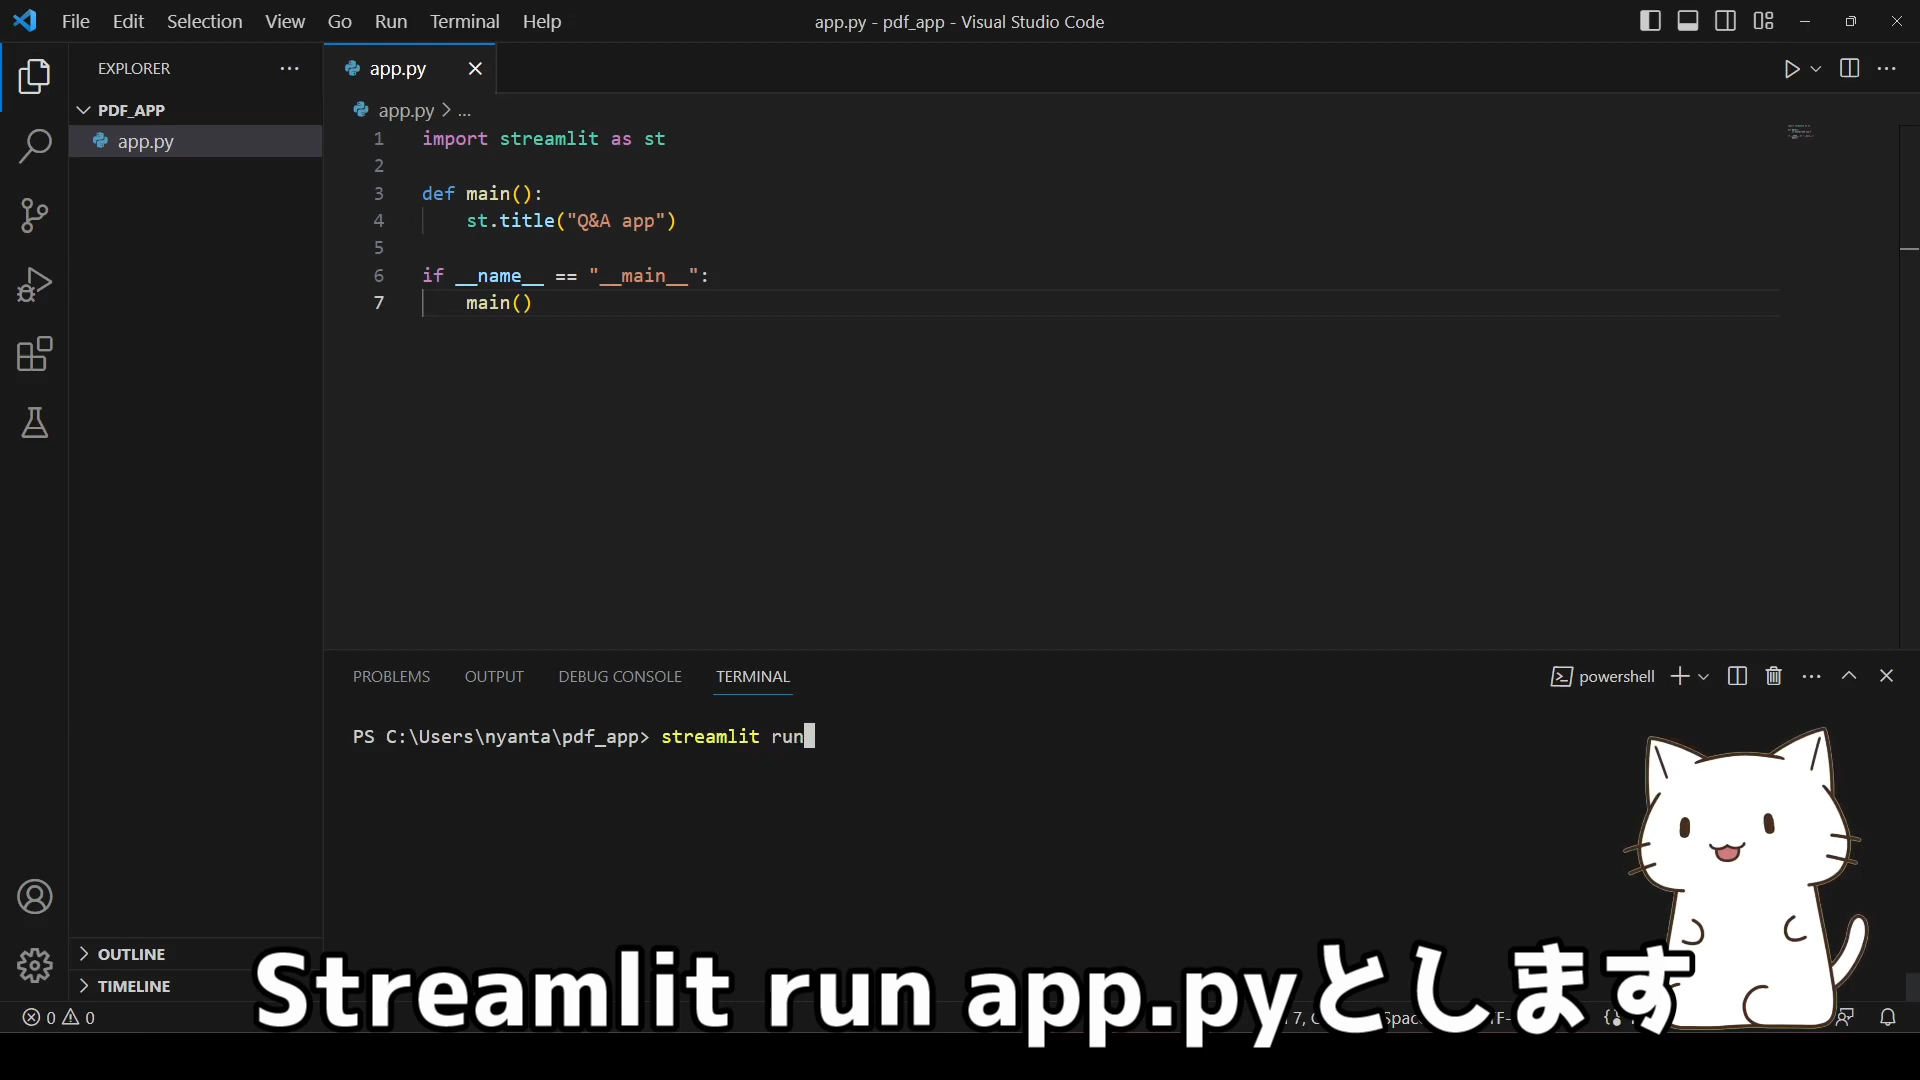 File Edit Selection View Go Run Terminal Help
app.py - pdf_app - Visual Studio Code
EXPLORER
PDF_APP
app.py
OUTLINE
TIMELINE
app.py
app.py > ...
1 import streamlit as st
2
3 def main():
4 st.title("Q&A app")
5
6 if __name__ == "__main__":
7 main()
PROBLEMS OUTPUT DEBUG CONSOLE TERMINAL
powershell
PS C:\Users\nyanta\pdf_app> streamlit run
Streamlit run app.pyとします
0 0